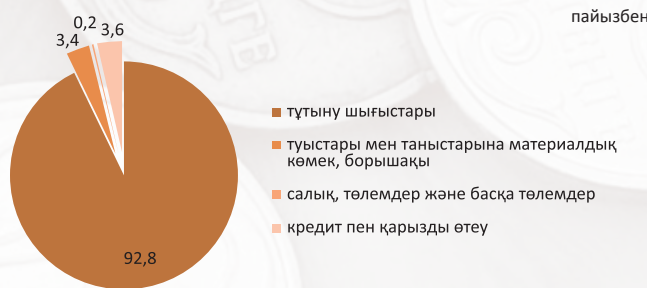 пайызбен
0,2
3,6
3,4
тұтыну шығыстары
туыстары мен таныстарына материалдық
көмек, борышақы
салық, төлемдер және басқа төлемдер
кредит пен қарызды өтеу
92,8